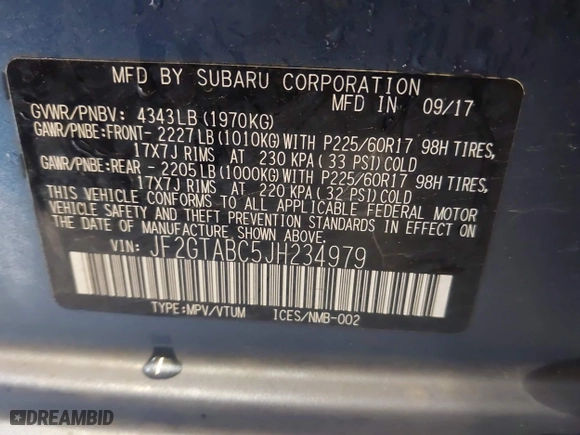 MFD BY SUBARU CORPORATION
MFD IN 09/17
GVWR/PNBV: 4343LB (1970KG)
GAWR/PNBE:FRONT- 2227LB(1010KG)WITH P225/60R17 98H TIRES,
17X7J RIMS AT 230 KPA( 33 PSI) COLD
GAWR/PNBE:REAR - 2205LB(1000KG)WITH P225/60R17 98H TIRES,
17X7J RIMS AT 220 KPA( 32 PSI) COLD
THIS VEHICLE CONFORMS TO ALL APPLICABLE FEDERAL MOTOR
VEHICLE SAFETY AND THEFT PREVENTION STANDARDS IN EFFECT ON
THE DATE OF MANUFACTURE SHOWN ABOVE.
VIN: JF2GTABC5JH234979
TYPE:MPV/VTUM ICES/NMB-002
DREAMBID